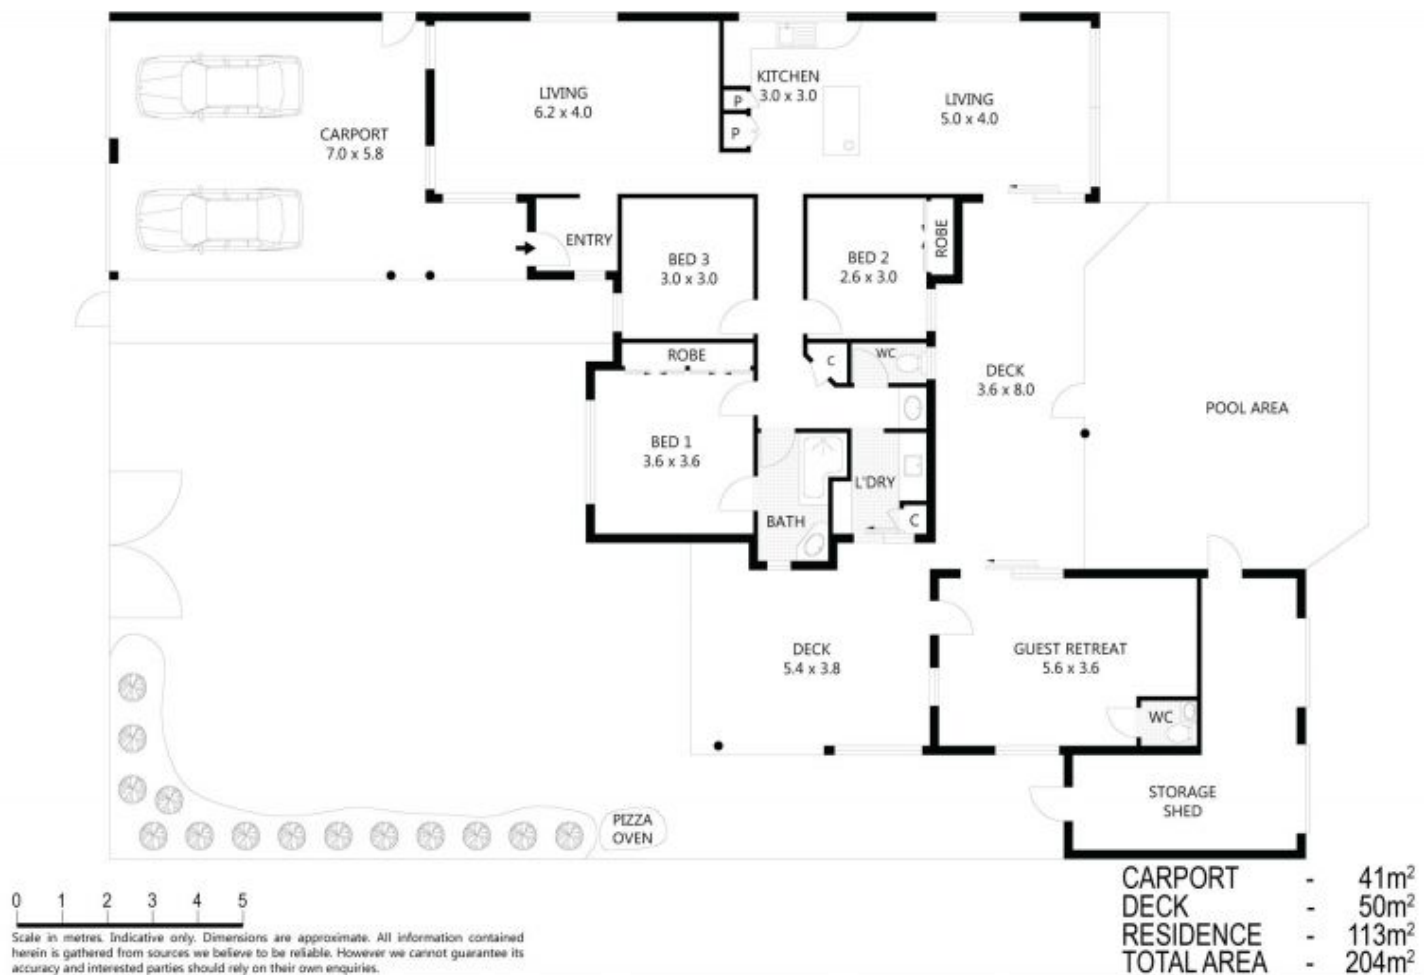 LIVING
6.2 x 4.0
KITCHEN
3.0 x 3.0
P
P
LIVING
5.0 x 4.0
CARPORT
7.0 x 5.8
ENTRY
BED 3
3.0 x 3.0
BED 2
2.6 x 3.0
ROBE
ROBE
C
WC
DECK
3.6 x 8.0
POOL AREA
BED 1
3.6 x 3.6
L'DRY
BATH
C
DECK
5.4 x 3.8
GUEST RETREAT
5.6 x 3.6
WC
STORAGE
SHED
PIZZA
OVEN
0 1 2 3 4 5
Scale in metres. Indicative only. Dimensions are approximate. All information contained
herein is gathered from sources we believe to be reliable. However we cannot guarantee its
accuracy and interested parties should rely on their own enquiries.
CARPORT - 41m²
DECK - 50m²
RESIDENCE - 113m²
TOTAL AREA - 204m²